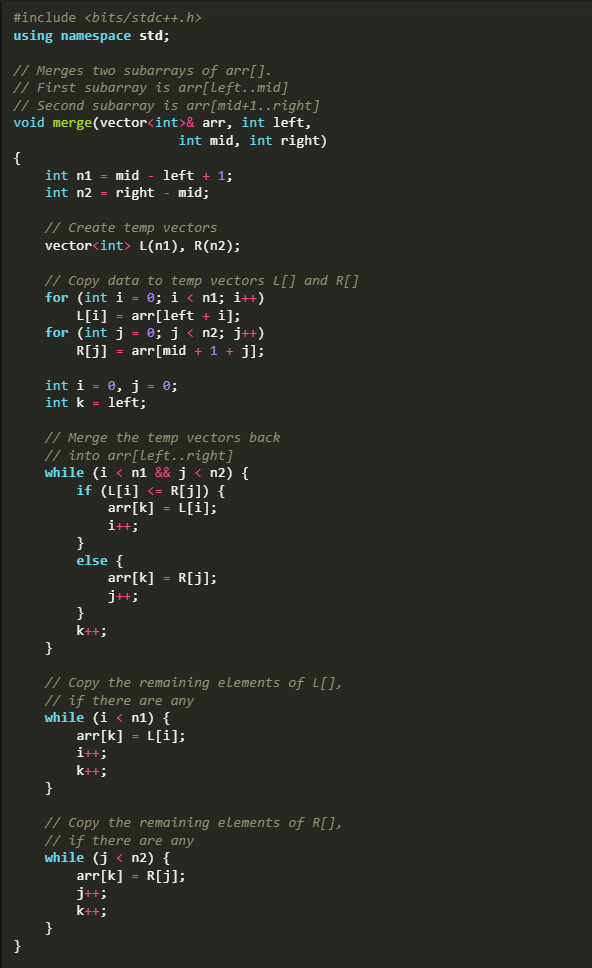 #include <bits/stdc++.h>
using namespace std;

// Merges two subarrays of arr[].
// First subarray is arr[left..mid]
// Second subarray is arr[mid+1..right]
void merge(vector<int>& arr, int left,
                     int mid, int right)
{
    int n1 = mid - left + 1;
    int n2 = right - mid;

    // Create temp vectors
    vector<int> L(n1), R(n2);

    // Copy data to temp vectors L[] and R[]
    for (int i = 0; i < n1; i++)
        L[i] = arr[left + i];
    for (int j = 0; j < n2; j++)
        R[j] = arr[mid + 1 + j];

    int i = 0, j = 0;
    int k = left;

    // Merge the temp vectors back
    // into arr[left..right]
    while (i < n1 && j < n2) {
        if (L[i] <= R[j]) {
            arr[k] = L[i];
            i++;
        }
        else {
            arr[k] = R[j];
            j++;
        }
        k++;
    }

    // Copy the remaining elements of L[],
    // if there are any
    while (i < n1) {
        arr[k] = L[i];
        i++;
        k++;
    }

    // Copy the remaining elements of R[],
    // if there are any
    while (j < n2) {
        arr[k] = R[j];
        j++;
        k++;
    }
}